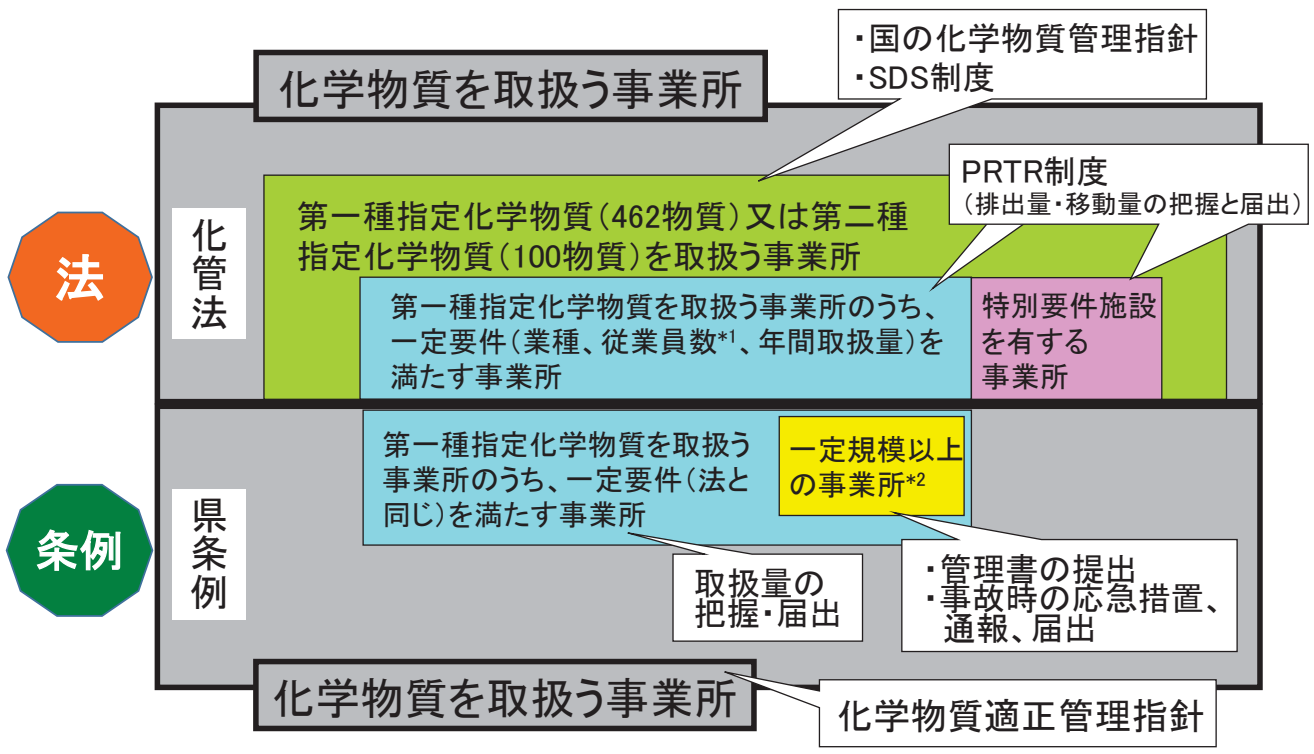 ・国の化学物質管理指針
・SDS制度
化学物質を取扱う事業所
PRTR制度
(排出量・移動量の把握と届出)
法
化管法
第一種指定化学物質(462物質)又は第二種
指定化学物質(100物質)を取扱う事業所
第一種指定化学物質を取扱う事業所のうち、
一定要件(業種、従業員数*1、年間取扱量)を
満たす事業所
特別要件施設
を有する
事業所
条例
県条例
第一種指定化学物質を取扱う
事業所のうち、一定要件(法と
同じ)を満たす事業所
一定規模以上
の事業所*2
取扱量の
把握・届出
・管理書の提出
・事故時の応急措置、
通報、届出
化学物質を取扱う事業所
化学物質適正管理指針